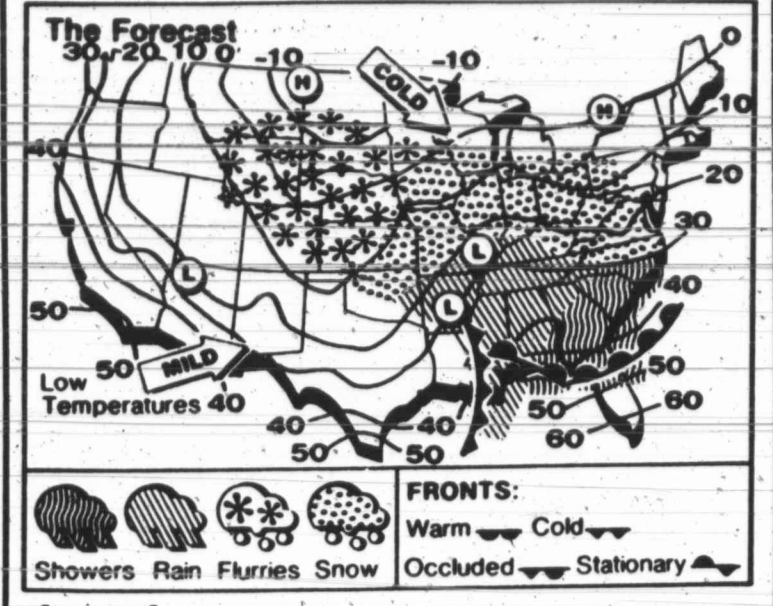 The Forecast
30 20 10 0 -10
H
COLD
-10
0
H
10
40
20
30
L
L
40
L
50
MILD
50
50
Low
Temperatures 40
40
40
50
60
50
50
60
FRONTS:
Warm Cold
Showers Rain Flurries Snow
Occluded Stationary